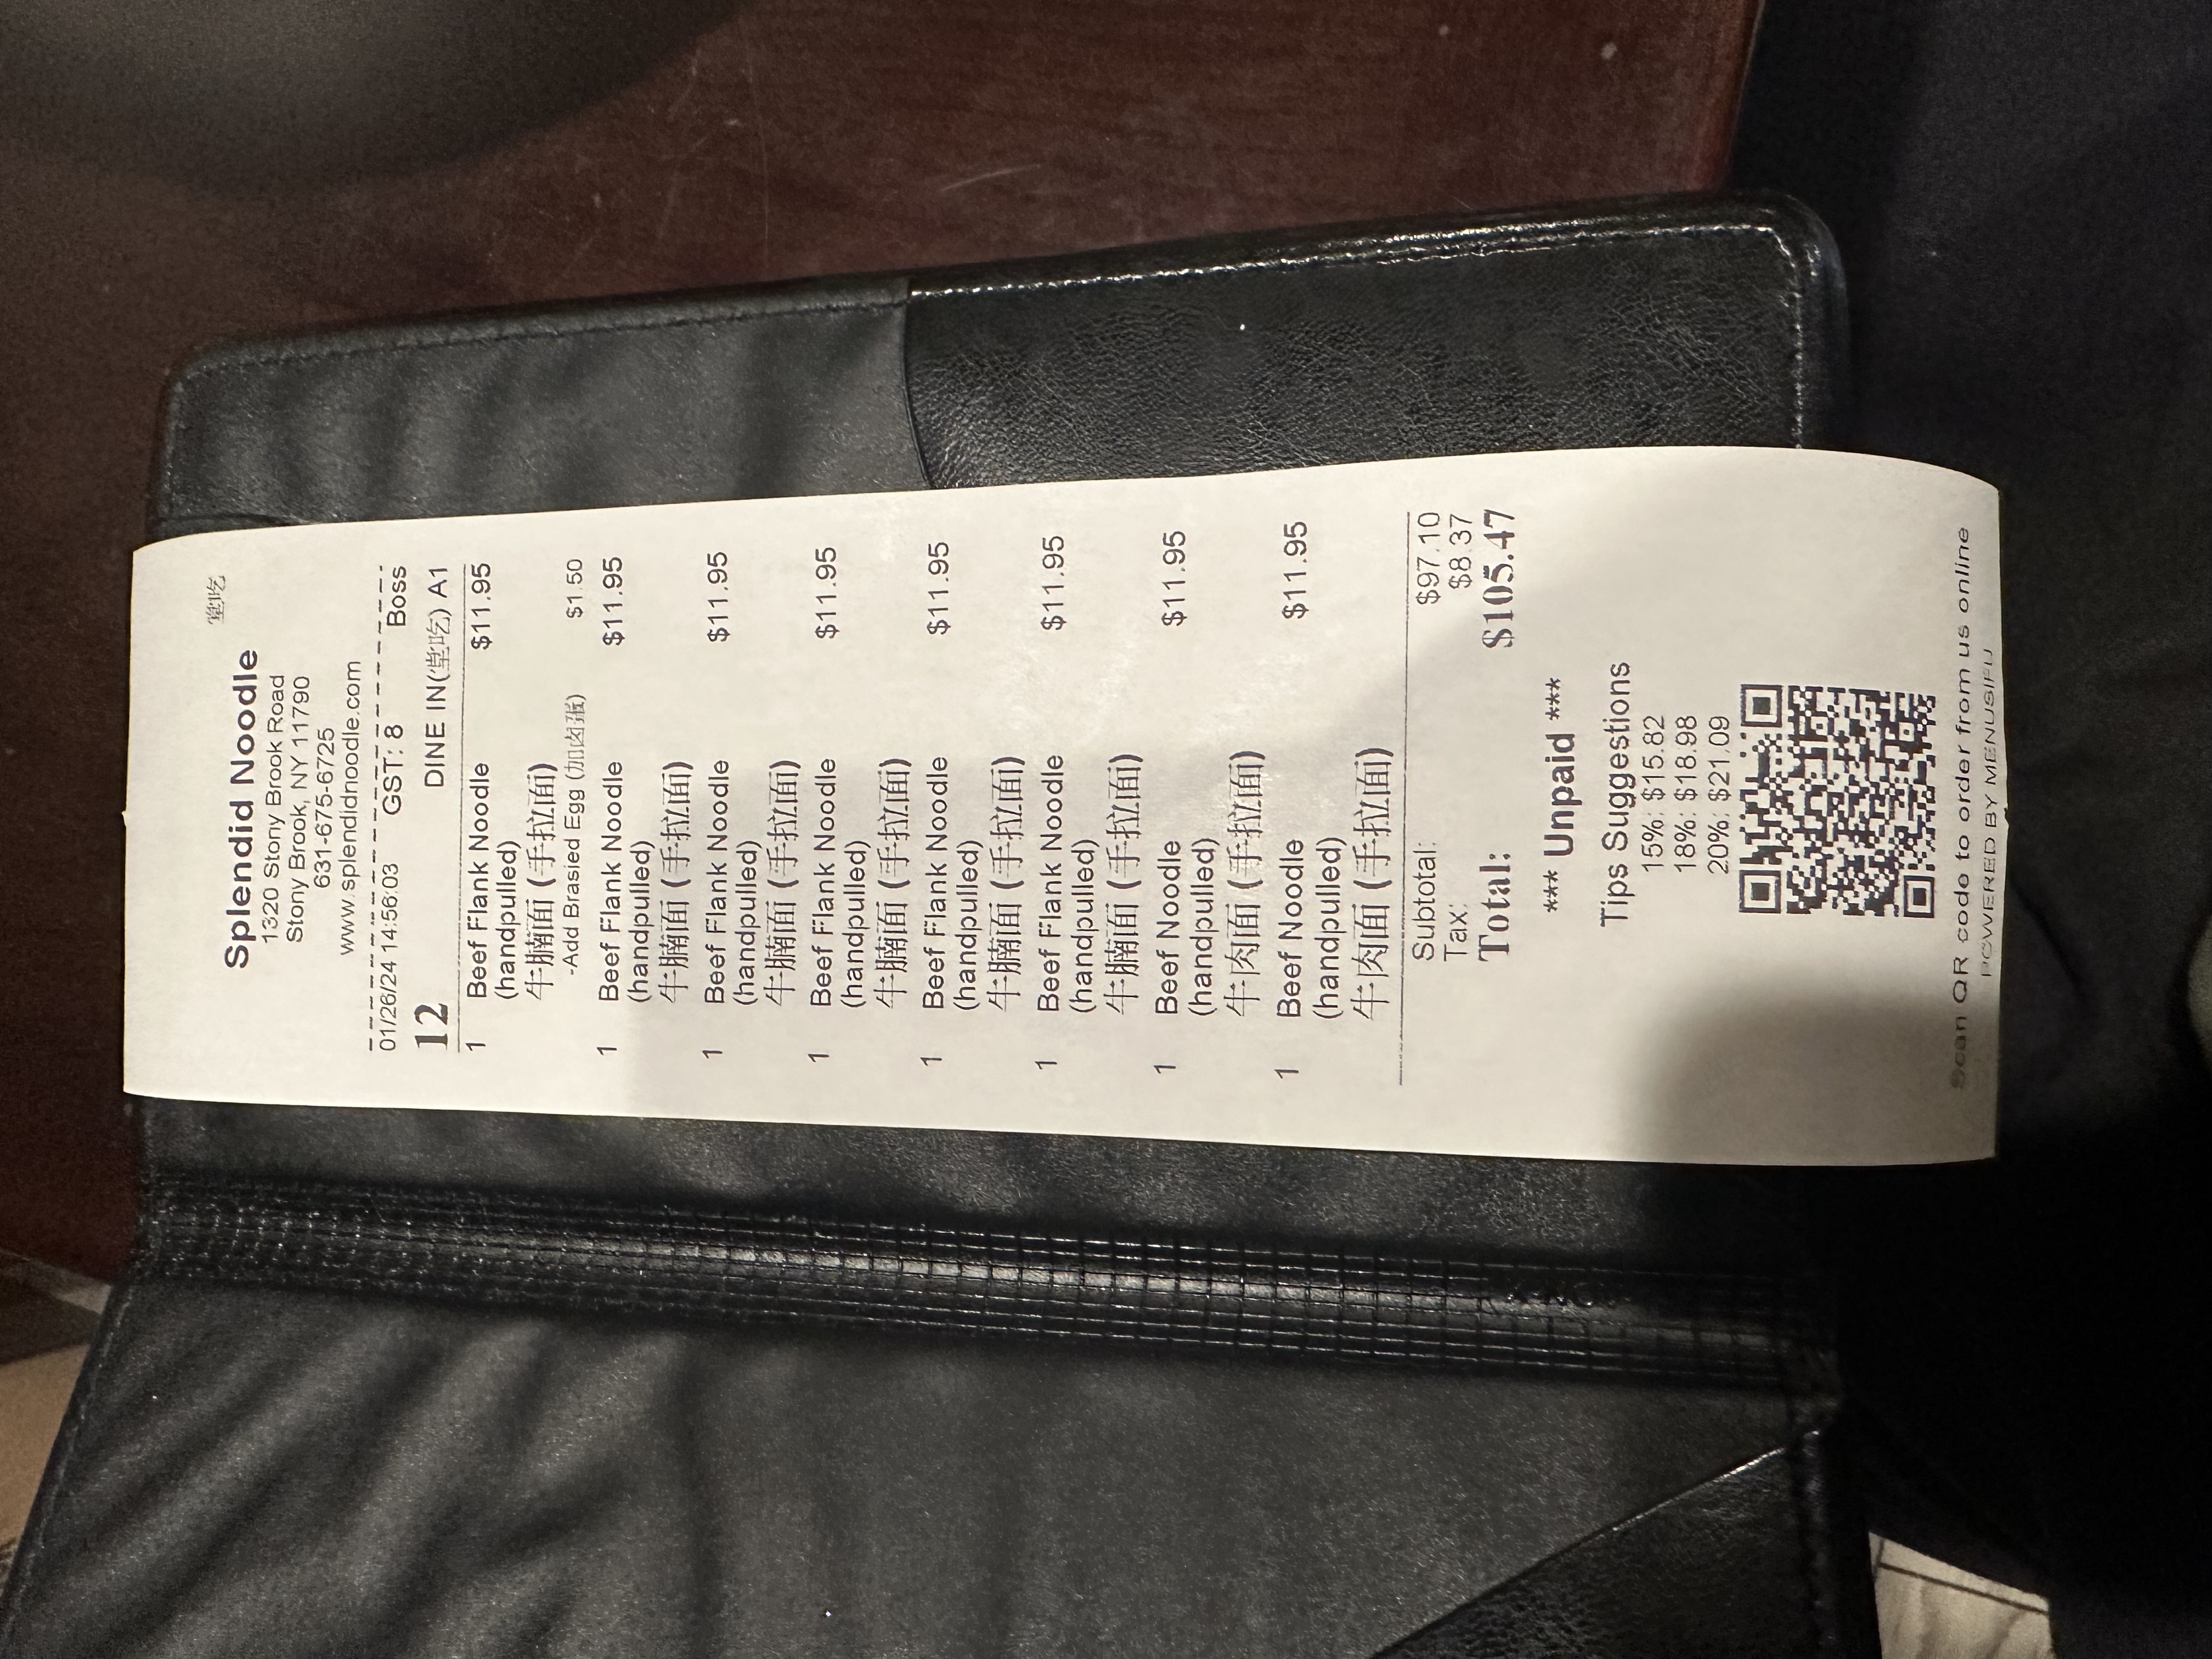 堂吃
Splendid Noodle
1320 Stony Brook Road
Stony Brook, NY 11790
631-675-6725
www.splendidnoodle.com
01/26/24 14:56:03 GST: 8 Boss
12 DINE IN(堂吃) A1
1 Beef Flank Noodle $11.95
(handpulled)
牛腩面 (手拉面)
-Add Brasied Egg (加卤蛋) $1.50
1 Beef Flank Noodle $11.95
(handpulled)
牛腩面 (手拉面)
1 Beef Flank Noodle $11.95
(handpulled)
牛腩面 (手拉面)
1 Beef Flank Noodle $11.95
(handpulled)
牛腩面 (手拉面)
1 Beef Flank Noodle $11.95
(handpulled)
牛腩面 (手拉面)
1 Beef Flank Noodle $11.95
(handpulled)
牛腩面 (手拉面)
1 Beef Noodle $11.95
(handpulled)
牛肉面 (手拉面)
1 Beef Noodle $11.95
(handpulled)
牛肉面 (手拉面)
Subtotal: $97.10
Tax: $8.37
Total: $105.47
*** Unpaid ***
Tips Suggestions
15%: $15.82
18%: $18.98
20%: $21.09
Scan QR code to order from us online
POWERED BY MENUSIFU